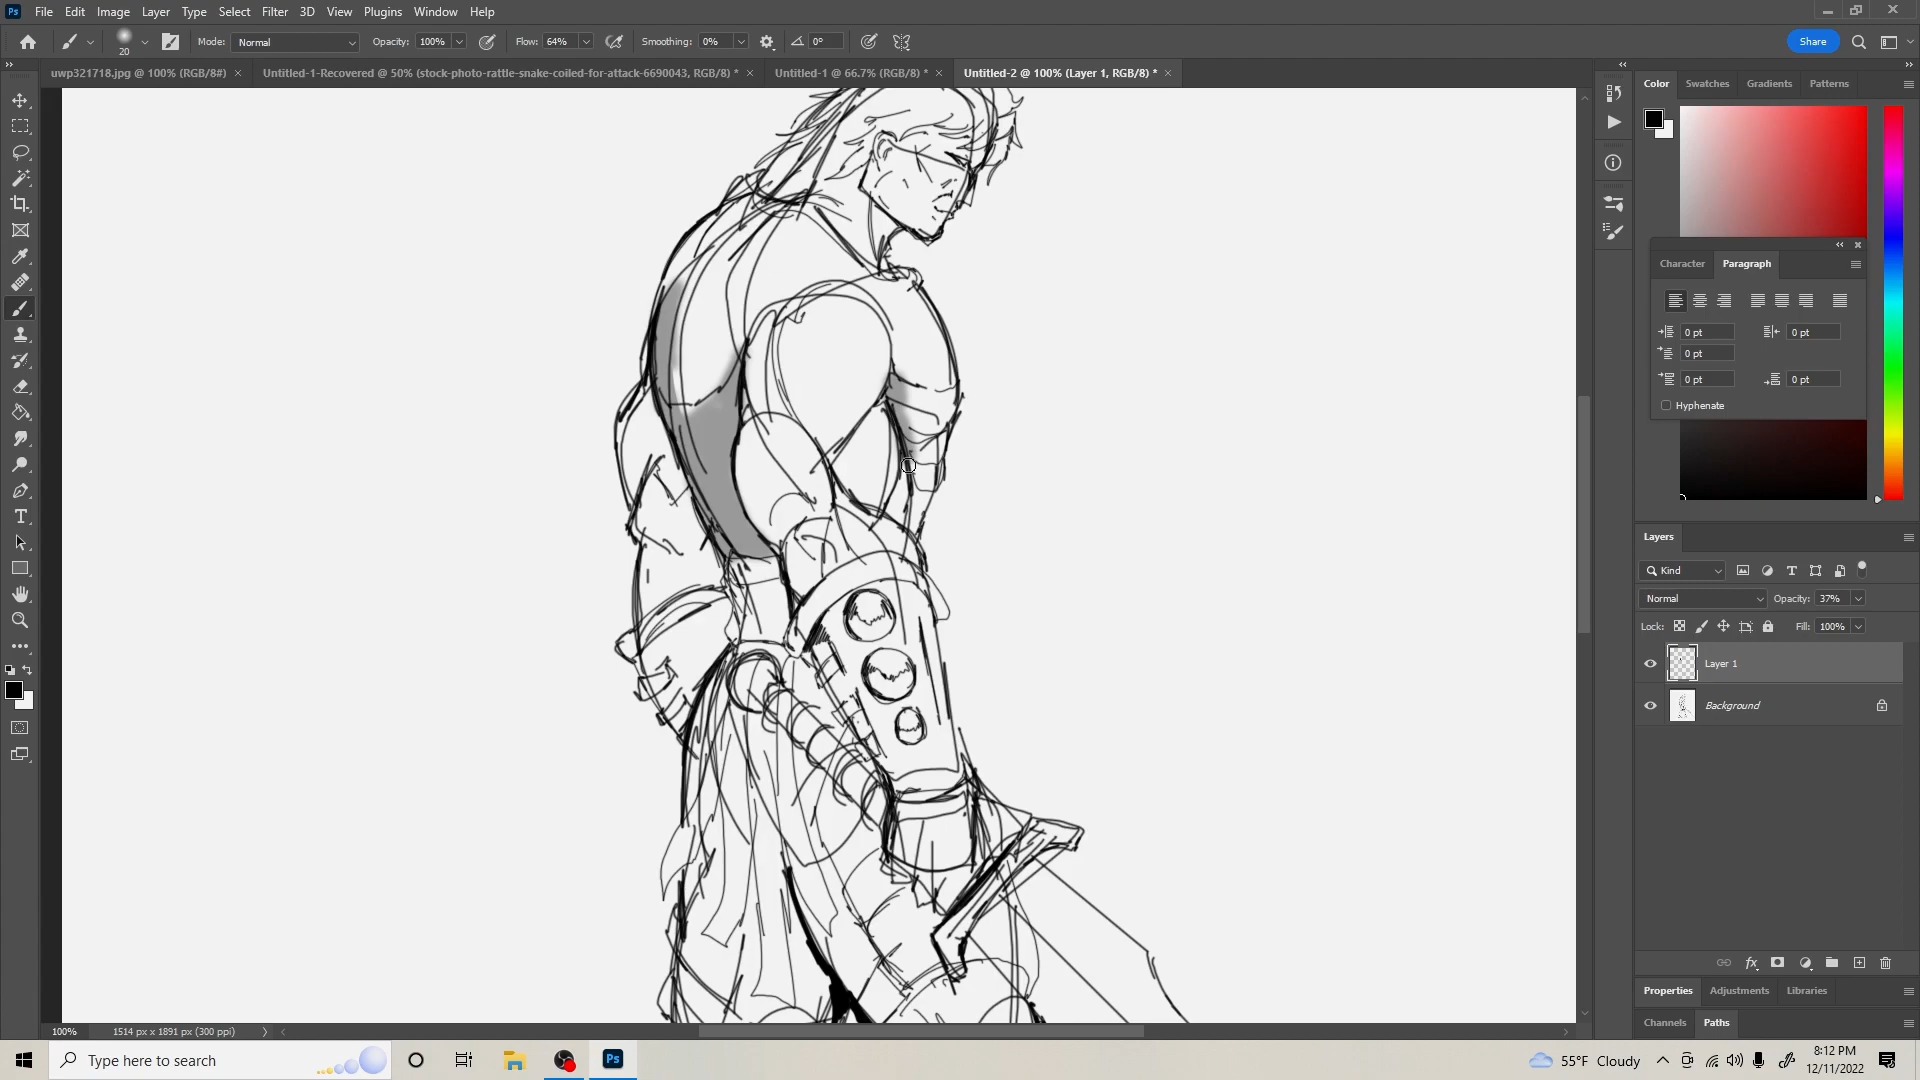 Ps File Edit Image Layer Type Select Filter 3D View Plugins Window Help
20 Mode: Normal Opacity: 100% Flow: 64% Smoothing: 0% 0° Share
uwp321718.jpg @ 100% (RGB/8#) × Untitled-1-Recovered @ 50% (stock-photo-rattle-snake-coiled-for-attack-6690043, RGB/8) * × Untitled-1 @ 66.7% (RGB/8) * × Untitled-2 @ 100% (Layer 1, RGB/8) * ×
Color Swatches Gradients Patterns
Character Paragraph
0 pt 0 pt
0 pt
0 pt 0 pt
Hyphenate
Layers
Kind
Normal Opacity: 37%
Lock: Fill: 100%
Layer 1
Background
fx
Properties Adjustments Libraries
Channels Paths
100% 1514 px x 1891 px (300 ppi)
Type here to search Ps 55°F Cloudy 8:12 PM
12/11/2022